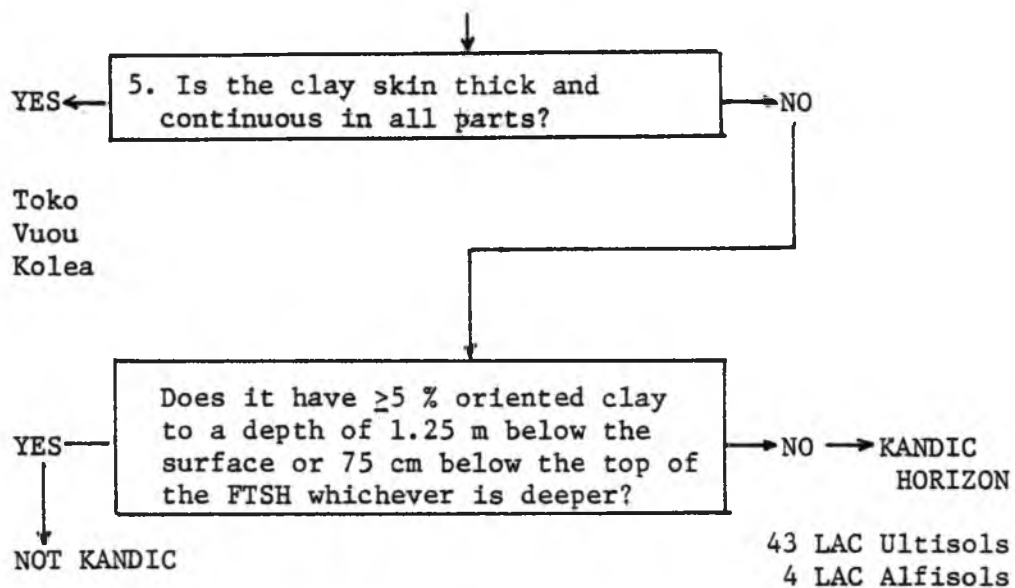 5. Is the clay skin thick and
continuous in all parts?
YES
NO
Toko
Vuou
Kolea
Does it have ≥5 % oriented clay
to a depth of 1.25 m below the
surface or 75 cm below the top of
the FTSH whichever is deeper?
YES
NO
KANDIC
HORIZON
NOT KANDIC
43 LAC Ultisols
4 LAC Alfisols